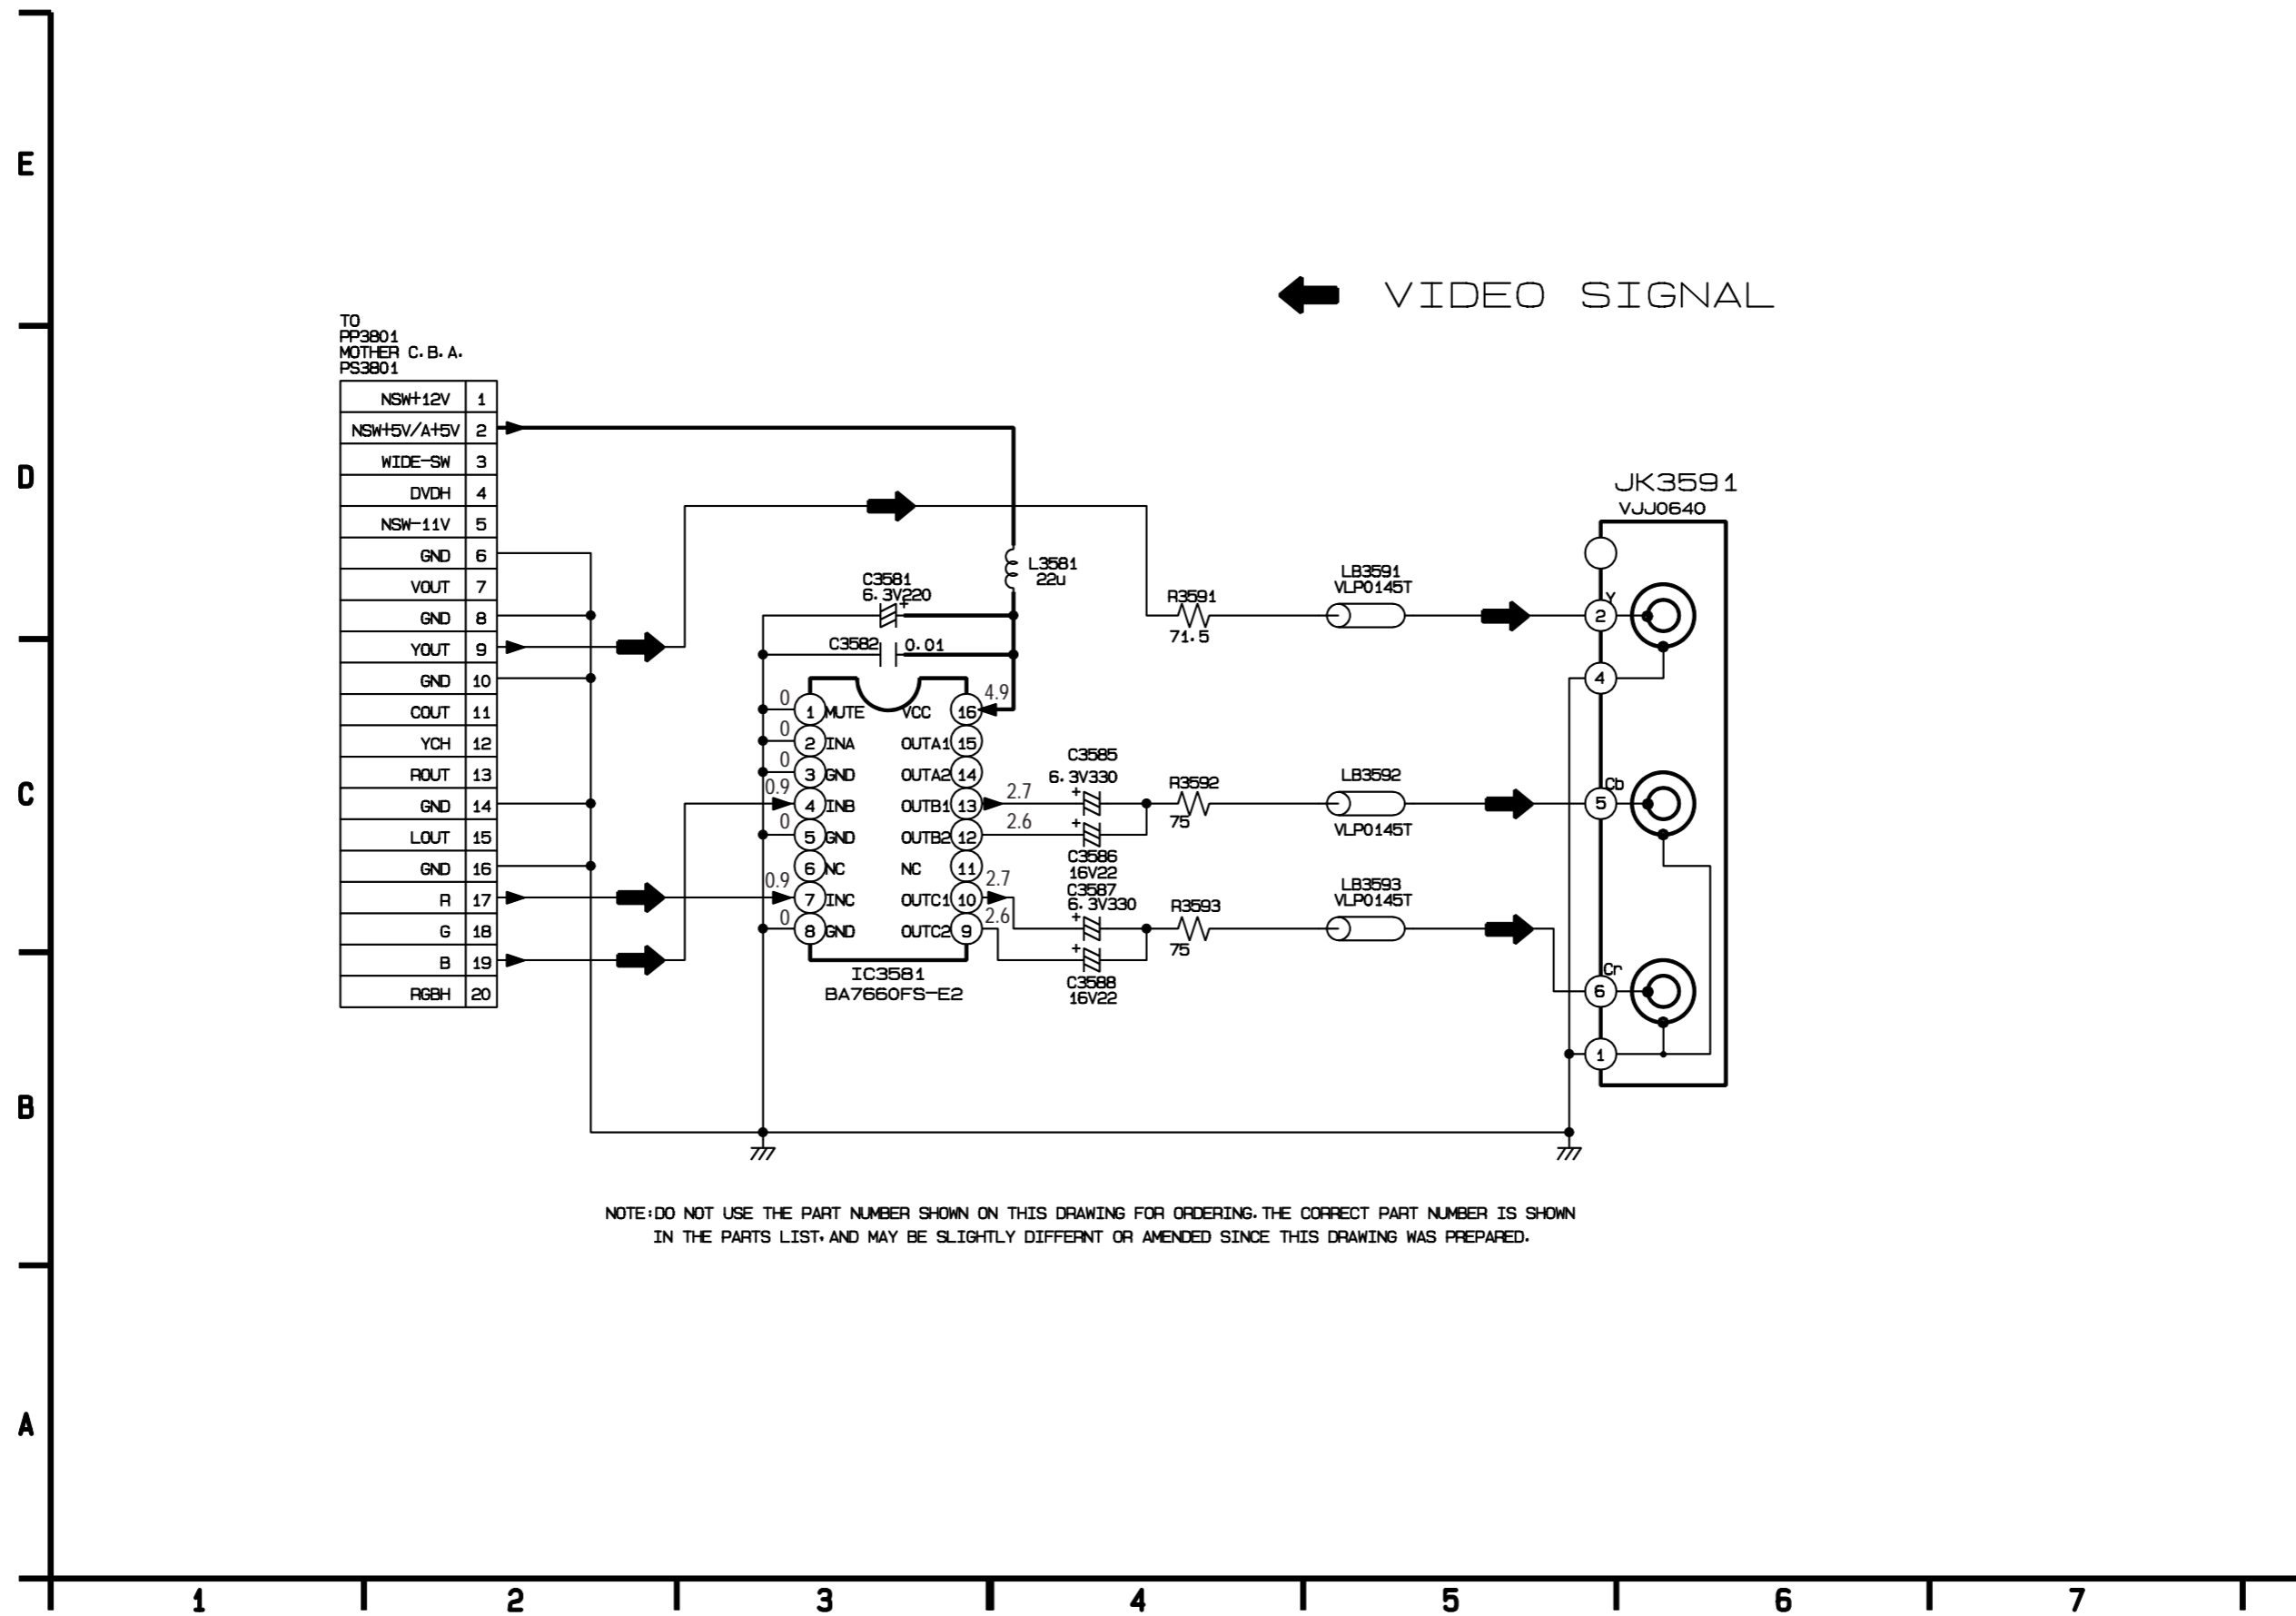 E
VIDEO SIGNAL
TO
PP3801
MOTHER C.B.A.
PS3801
NSW+12V 1
NSW+5V/A+5V 2
WIDE-SW 3
DVDH 4
NSW-11V 5
GND 6
VOUT 7
GND 8
YOUT 9
GND 10
COUT 11
YCH 12
ROUT 13
GND 14
LOUT 15
GND 16
R 17
G 18
B 19
RGBH 20
D
JK3591
VJJ0640
L3581
22u
C3581
6.3V220
+
C3582 0.01
R3591
71.5
LB3591
VLP0145T
Y
2
4
0 1 MUTE VCC 16 4.9
0 2 INA OUTA1 15
0 3 GND OUTA2 14
0.9 4 INB OUTB1 13 2.7
0 5 GND OUTB2 12 2.6
6 NC NC 11
0.9 7 INC OUTC1 10 2.7
0 8 GND OUTC2 9 2.6
IC3581
BA7660FS-E2
C
C3585
6.3V330
+
+
C3586
16V22
R3592
75
LB3592
VLP0145T
Cb
5
C3587
6.3V330
+
+
C3588
16V22
R3593
75
LB3593
VLP0145T
Cr
6
1
B
NOTE:DO NOT USE THE PART NUMBER SHOWN ON THIS DRAWING FOR ORDERING.THE CORRECT PART NUMBER IS SHOWN
IN THE PARTS LIST,AND MAY BE SLIGHTLY DIFFERNT OR AMENDED SINCE THIS DRAWING WAS PREPARED.
A
1 2 3 4 5 6 7